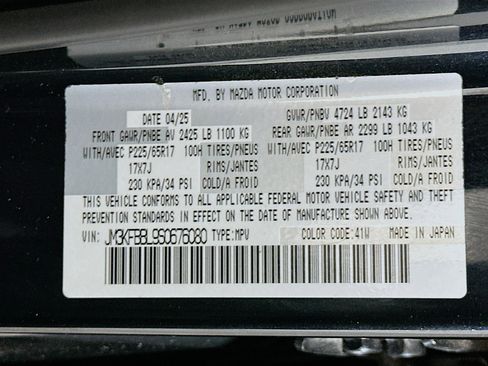 MFD. BY MAZDA MOTOR CORPORATION
DATE 04/25 GVWR/PNBV 4724 LB 2143 KG
FRONT GAWR/PNBE AV 2425 LB 1100 KG REAR GAWR/PNBE AR 2299 LB 1043 KG
WITH/AVEC P225/65R17 100H TIRES/PNEUS WITH/AVEC P225/65R17 100H TIRES/PNEUS
17X7J RIMS/JANTES 17X7J RIMS/JANTES
230 KPA/34 PSI COLD/A FROID 230 KPA/34 PSI COLD/A FROID
THIS VEHICLE CONFORMS TO ALL APPLICABLE FEDERAL MOTOR VEHICLE SAFETY AND THEFT
PREVENTION STANDARDS IN EFFECT ON THE DATE OF MANUFACTURE SHOWN ABOVE.
VIN: JM3KFBBL9S0676080 TYPE: MPV COLOR CODE: 41W MADE IN JAPAN